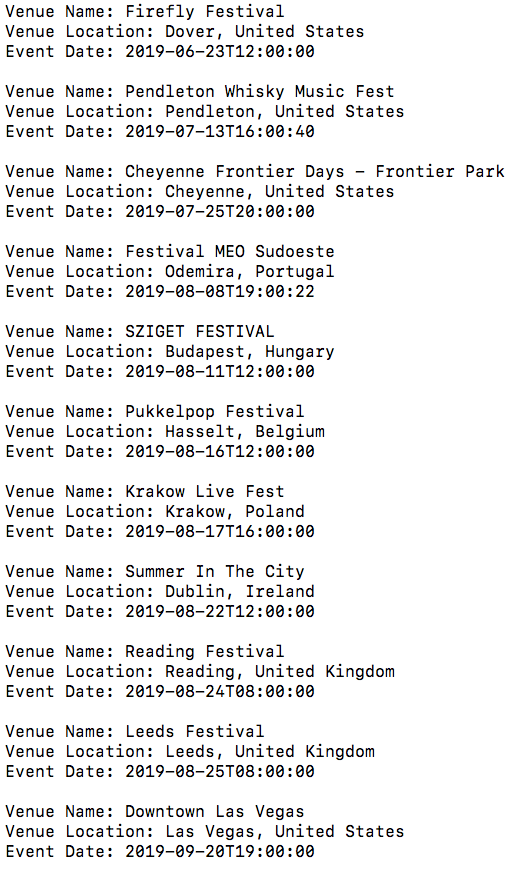 Venue Name: Firefly Festival
Venue Location: Dover, United States
Event Date: 2019-06-23T12:00:00
Venue Name: Pendleton Whisky Music Fest
Venue Location: Pendleton, United States
Event Date: 2019-07-13T16:00:40
Venue Name: Cheyenne Frontier Days - Frontier Park
Venue Location: Cheyenne, United States
Event Date: 2019-07-25T20:00:00
Venue Name: Festival MEO Sudoeste
Venue Location: Odemira, Portugal
Event Date: 2019-08-08T19:00:22
Venue Name: SZIGET FESTIVAL
Venue Location: Budapest, Hungary
Event Date: 2019-08-11T12:00:00
Venue Name: Pukkelpop Festival
Venue Location: Hasselt, Belgium
Event Date: 2019-08-16T12:00:00
Venue Name: Krakow Live Fest
Venue Location: Krakow, Poland
Event Date: 2019-08-17T16:00:00
Venue Name: Summer In The City
Venue Location: Dublin, Ireland
Event Date: 2019-08-22T12:00:00
Venue Name: Reading Festival
Venue Location: Reading, United Kingdom
Event Date: 2019-08-24T08:00:00
Venue Name: Leeds Festival
Venue Location: Leeds, United Kingdom
Event Date: 2019-08-25T08:00:00
Venue Name: Downtown Las Vegas
Venue Location: Las Vegas, United States
Event Date: 2019-09-20T19:00:00